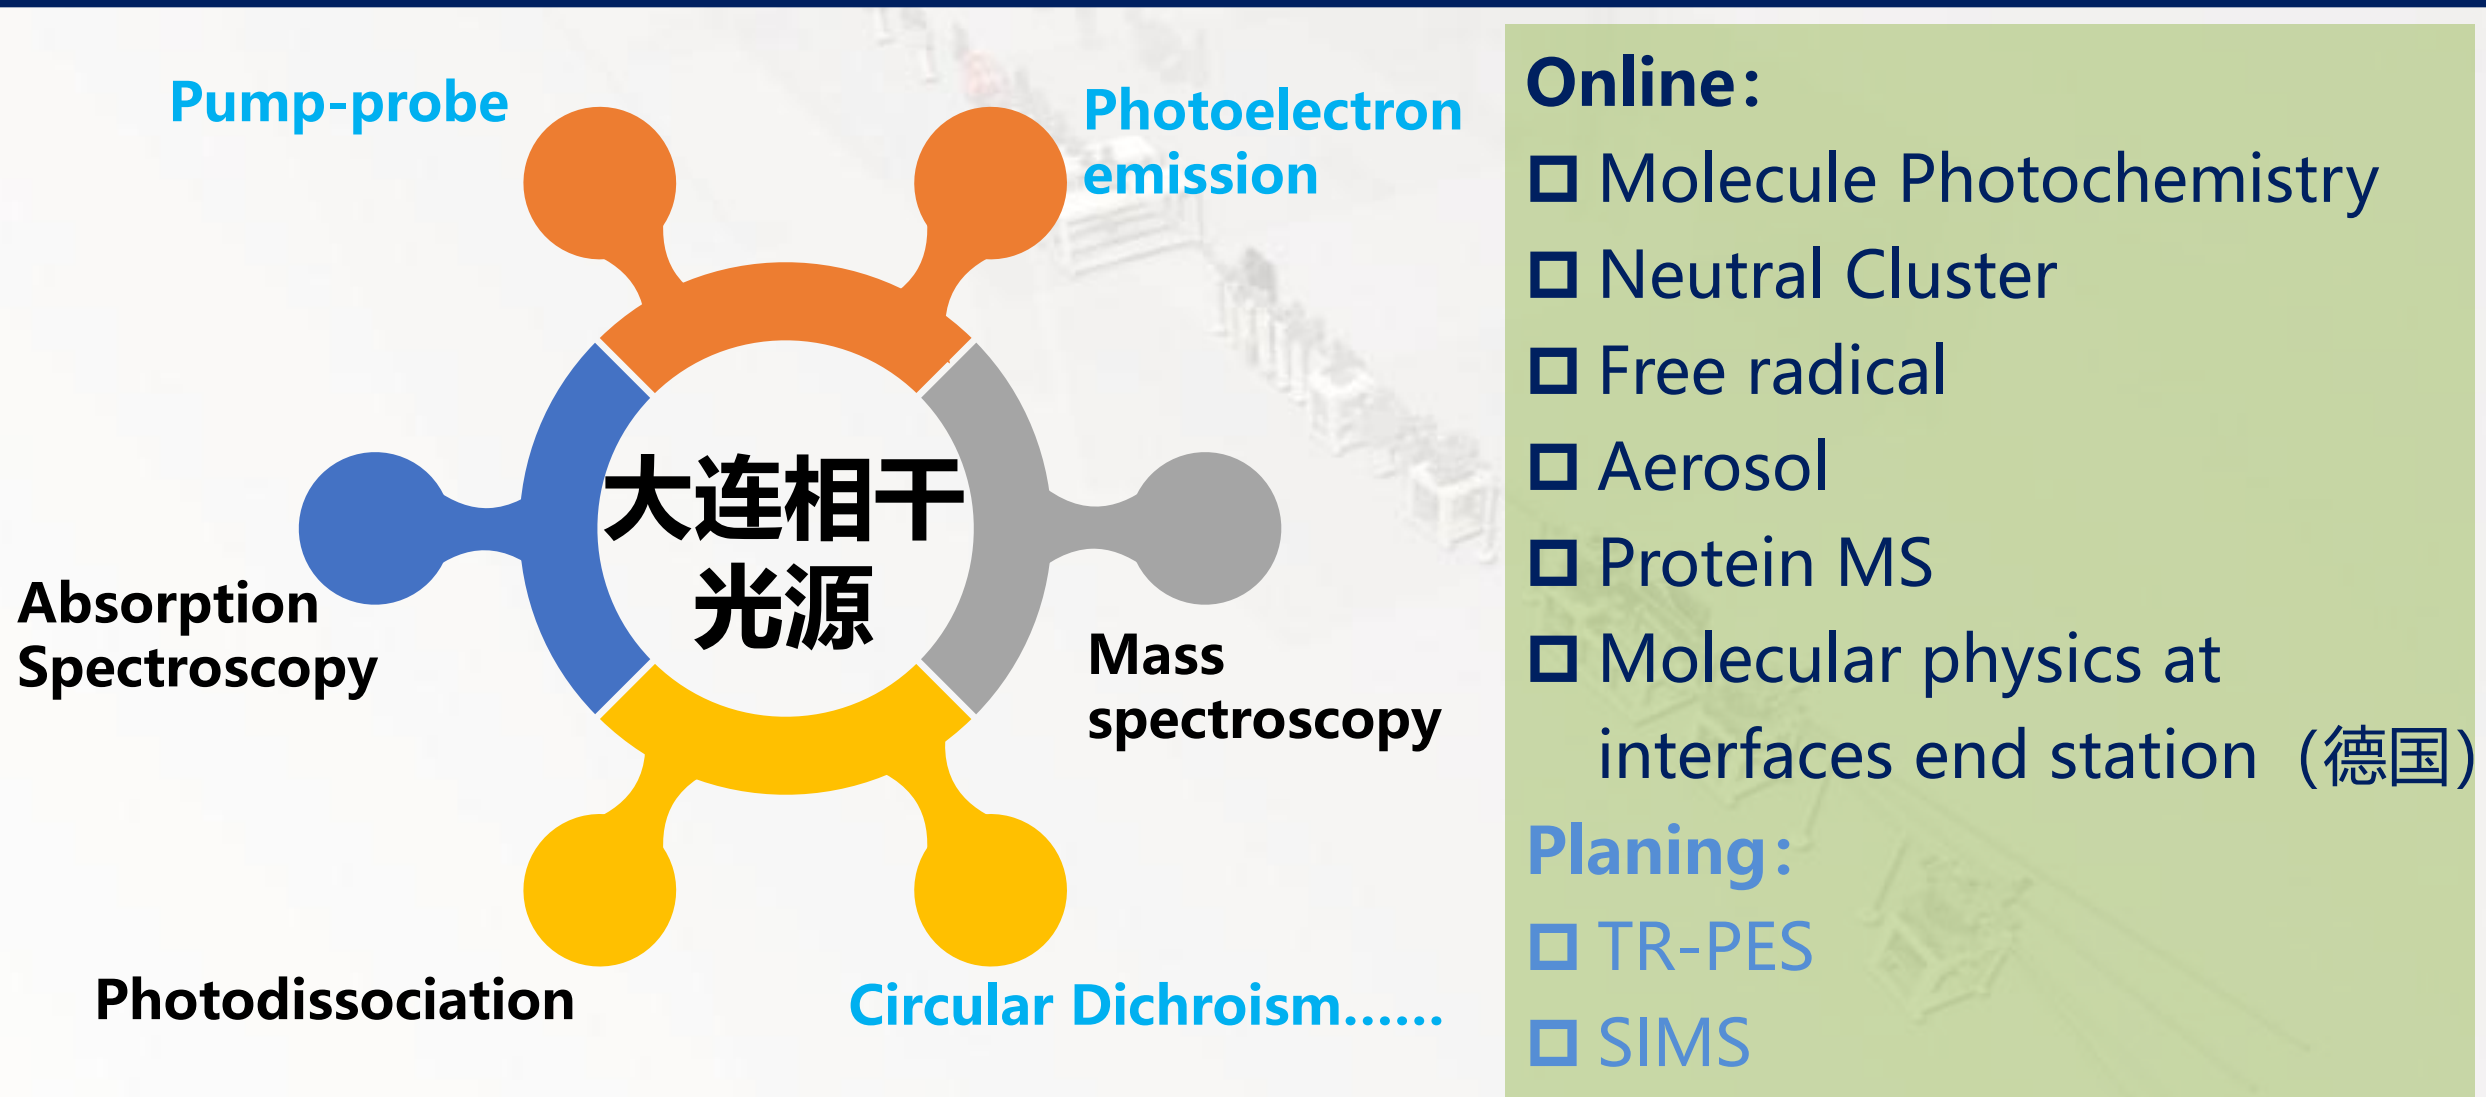 Pump-probe
Photoelectron
emission
大连相干
光源
Absorption
Spectroscopy
Mass
spectroscopy
Photodissociation
Circular Dichroism......
Online：
Molecule Photochemistry
Neutral Cluster
Free radical
Aerosol
Protein MS
Molecular physics at
interfaces end station（德国）
Planing：
TR-PES
SIMS